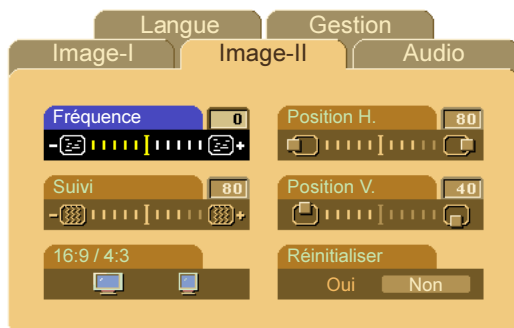 Langue Gestion
Image-I Image-II Audio
Fréquence 0
Position H. 80
- +
Suivi 80
Position V. 40
- +
16:9 / 4:3
Réinitialiser
Oui Non